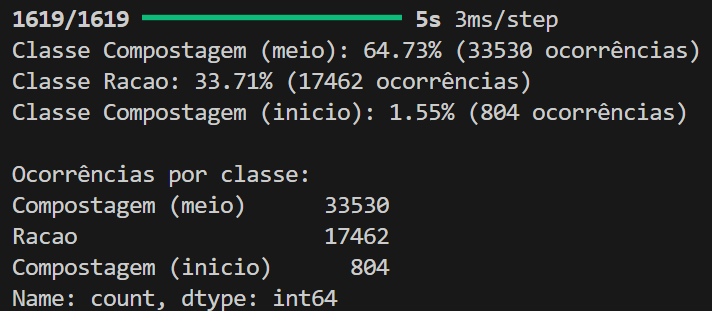 1619/1619 ━━━━━━━━━━━━━━━━━━━━ 5s 3ms/step
Classe Compostagem (meio): 64.73% (33530 ocorrências)
Classe Racao: 33.71% (17462 ocorrências)
Classe Compostagem (inicio): 1.55% (804 ocorrências)
Ocorrências por classe:
Compostagem (meio) 33530
Racao 17462
Compostagem (inicio) 804
Name: count, dtype: int64